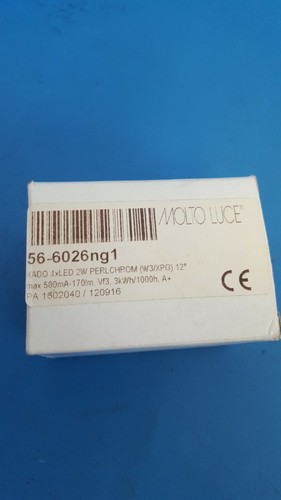 MOLTO LUCE®
56-6026ng1
KADO 1xLED 2W PERLCHROM (W3/XPG) 12°
max 500mA-170lm, Vf3, 3kWh/1000h, A+
PA 1602040 / 120916
CE